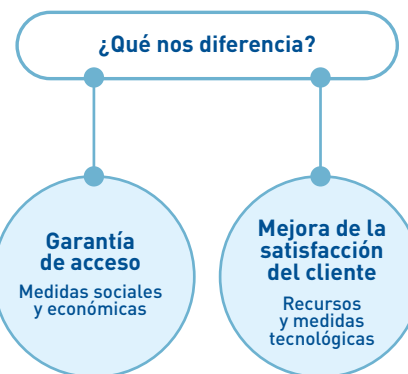 ¿Qué nos diferencia?
Garantía
de acceso
Medidas sociales
y económicas
Mejora de la
satisfacción
del cliente
Recursos
y medidas
tecnológicas